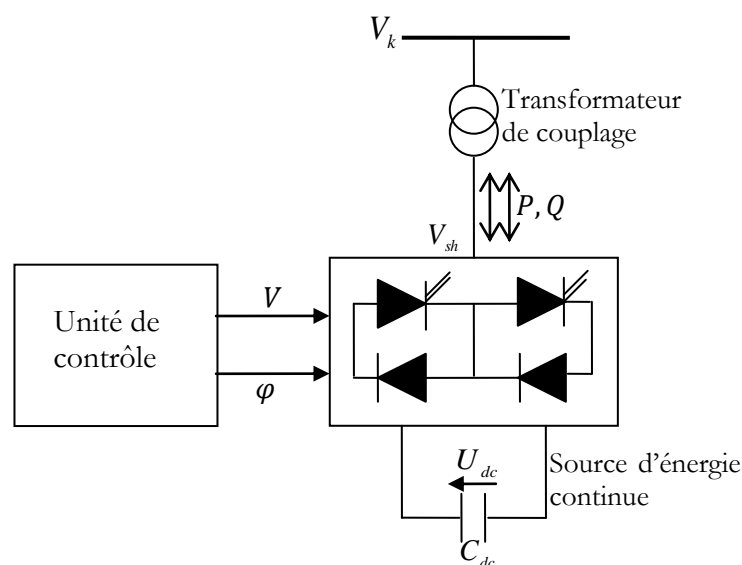 V_k
Transformateur
de couplage
P, Q
V_sh
Unité de
contrôle
V
φ
U_dc
Source d'énergie
continue
C_dc